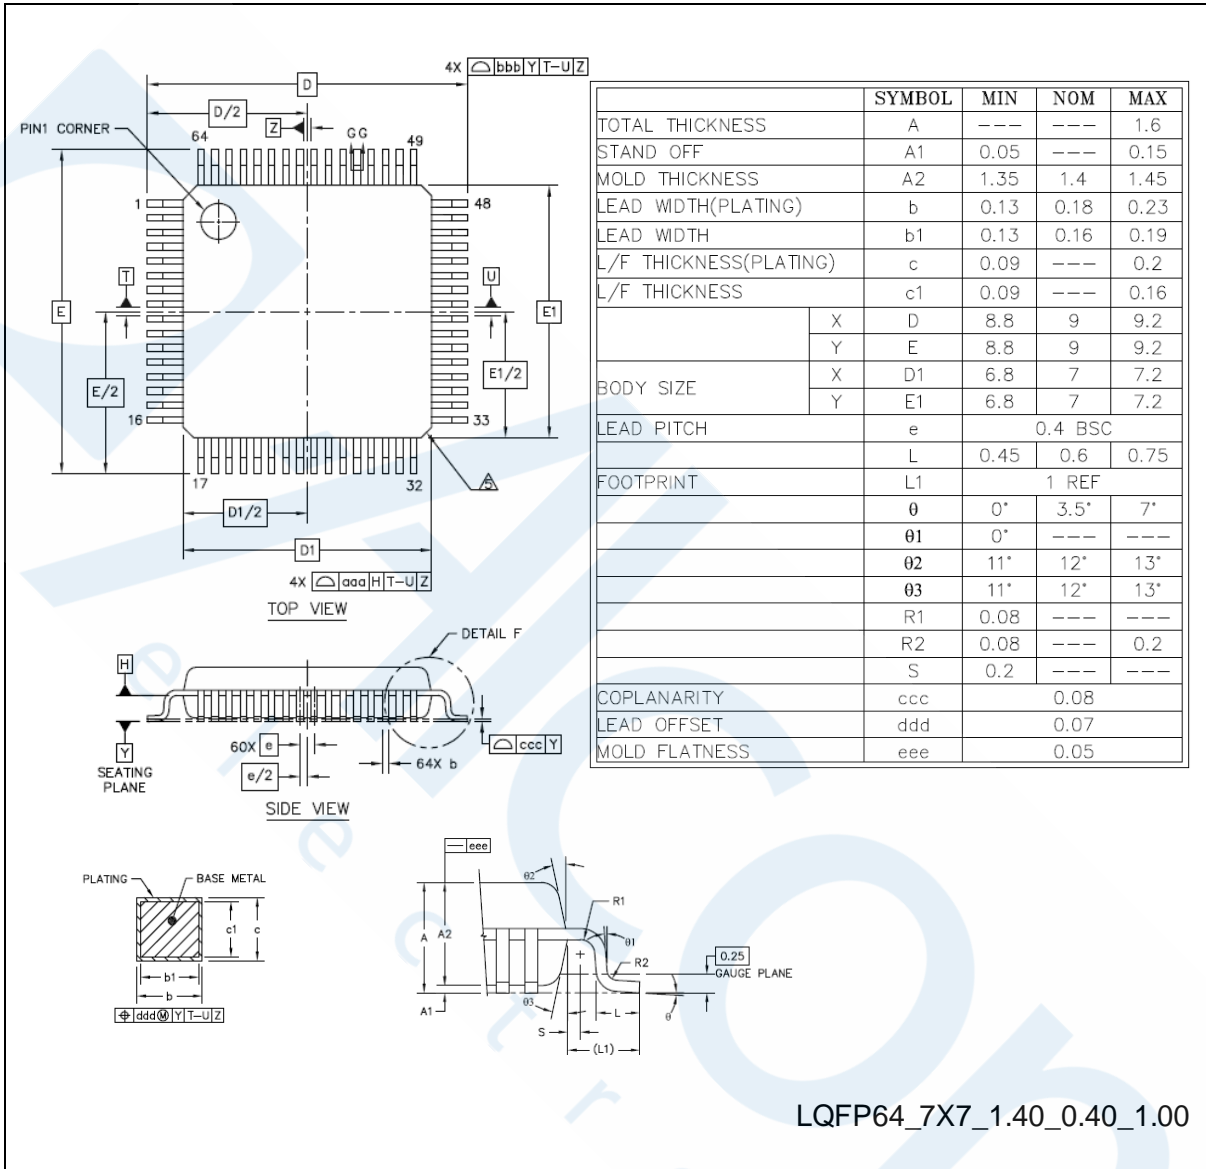 4X bbb Y T-U Z
D
D/2
Z
PIN1 CORNER
64
G G
49
1
48
T
U
E
E1
E/2
E1/2
16
33
17
32
5
D1/2
D1
4X aaa H T-U Z
TOP VIEW
SYMBOL MIN NOM MAX
TOTAL THICKNESS A --- --- 1.6
STAND OFF A1 0.05 --- 0.15
MOLD THICKNESS A2 1.35 1.4 1.45
LEAD WIDTH(PLATING) b 0.13 0.18 0.23
LEAD WIDTH b1 0.13 0.16 0.19
L/F THICKNESS(PLATING) c 0.09 --- 0.2
L/F THICKNESS c1 0.09 --- 0.16
X D 8.8 9 9.2
Y E 8.8 9 9.2
BODY SIZE X D1 6.8 7 7.2
Y E1 6.8 7 7.2
LEAD PITCH e 0.4 BSC
L 0.45 0.6 0.75
FOOTPRINT L1 1 REF
θ 0° 3.5° 7°
θ1 0° --- ---
θ2 11° 12° 13°
θ3 11° 12° 13°
R1 0.08 --- ---
R2 0.08 --- 0.2
S 0.2 --- ---
COPLANARITY ccc 0.08
LEAD OFFSET ddd 0.07
MOLD FLATNESS eee 0.05
DETAIL F
H
Y
SEATING
PLANE
60X e
e/2
64X b
ccc Y
SIDE VIEW
PLATING
BASE METAL
c1
c
b1
b
ddd M Y T-U Z
eee
θ2
R1
A
A2
θ1
R2
0.25
GAUGE PLANE
A1
θ3
L
θ
S
(L1)
LQFP64_7X7_1.40_0.40_1.00